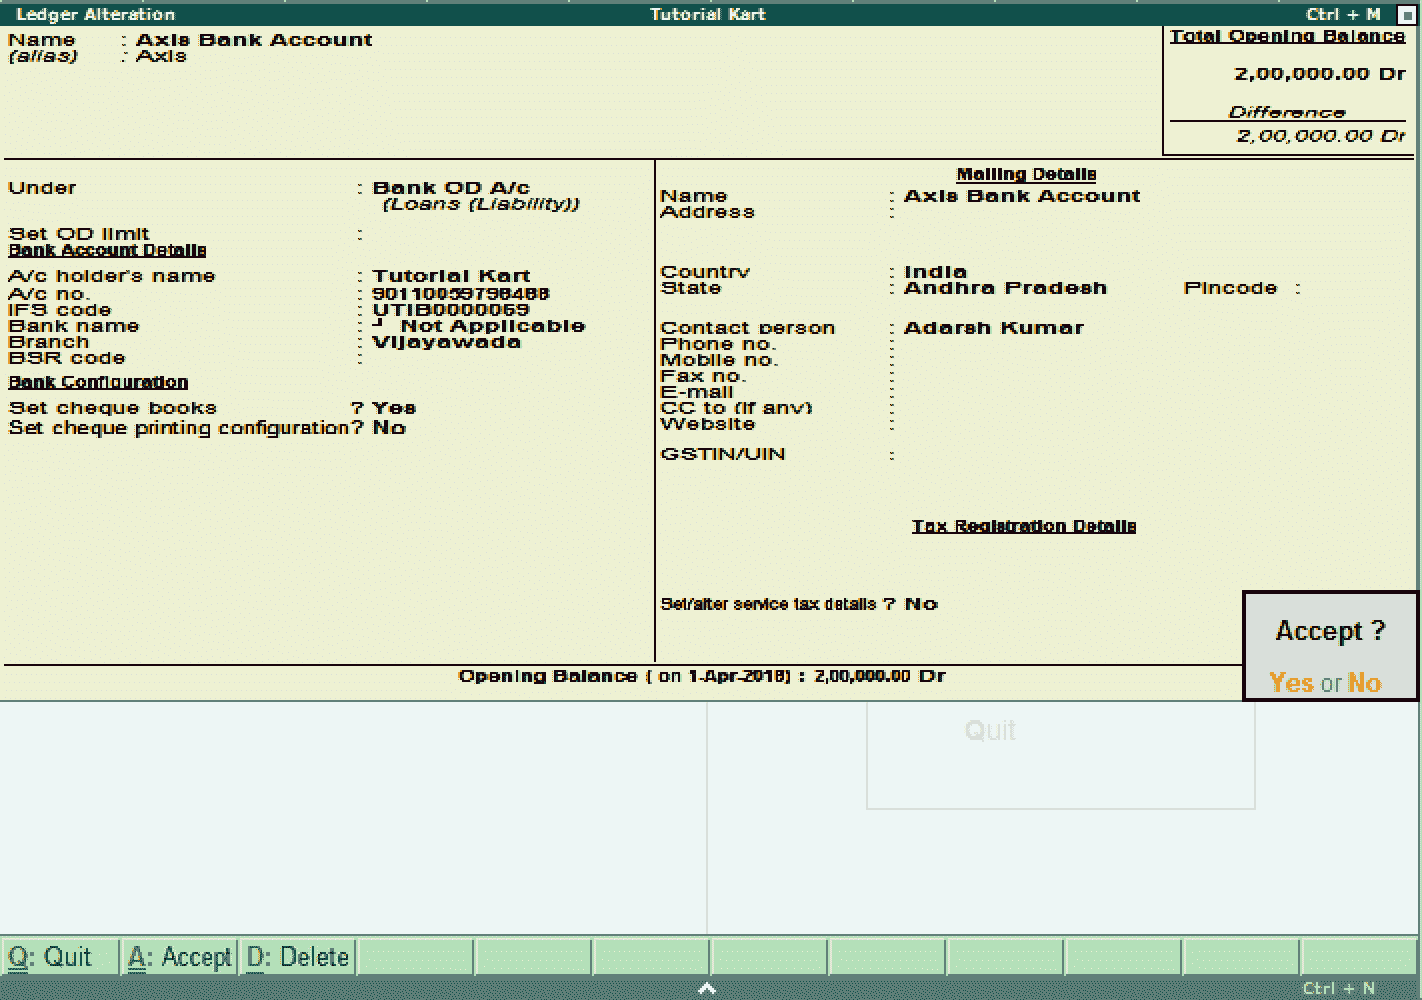 Ledger Alteration Tutorial Kart Ctrl + M
Name : Axis Bank Account
(alias) : Axis
Total Opening Balance
2,00,000.00 Dr
Difference
2,00,000.00 Dr
Under : Bank OD A/c
(Loans (Liability))
Set OD limit :
Bank Account Details
A/c holder's name : Tutorial Kart
A/c no. : 90110059798488
IFS code : UTIB0000069
Bank name : ┘ Not Applicable
Branch : Vijayawada
BSR code :
Bank Configuration
Set cheque books ? Yes
Set cheque printing configuration? No
Mailing Details
Name : Axis Bank Account
Address :
Country : India
State : Andhra Pradesh Pincode :
Contact person : Adarsh Kumar
Phone no. :
Mobile no. :
Fax no. :
E-mail :
CC to (if any) :
Website :
GSTIN/UIN :
Tax Registration Details
Set/alter service tax details ? No
Accept ?
Yes or No
Opening Balance ( on 1-Apr-2018) : 2,00,000.00 Dr
Quit
Q: Quit A: Accept D: Delete
Ctrl + N